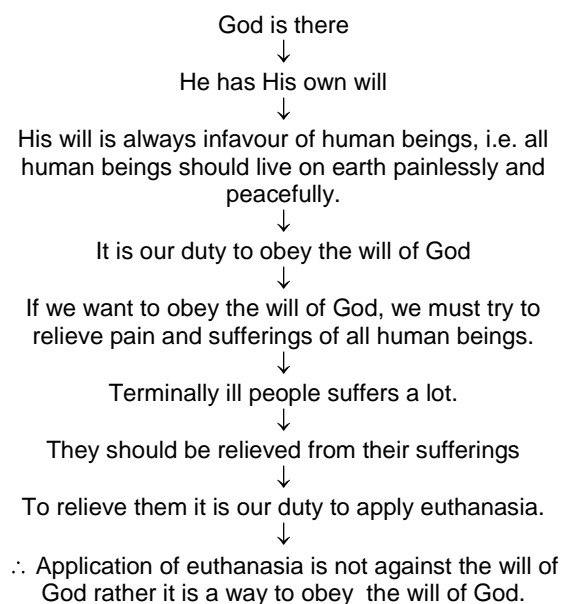 God is there
↓
He has His own will
↓
His will is always infavour of human beings, i.e. all
human beings should live on earth painlessly and
peacefully.
↓
It is our duty to obey the will of God
↓
If we want to obey the will of God, we must try to
relieve pain and sufferings of all human beings.
↓
Terminally ill people suffers a lot.
↓
They should be relieved from their sufferings
↓
To relieve them it is our duty to apply euthanasia.
↓
∴ Application of euthanasia is not against the will of
God rather it is a way to obey the will of God.